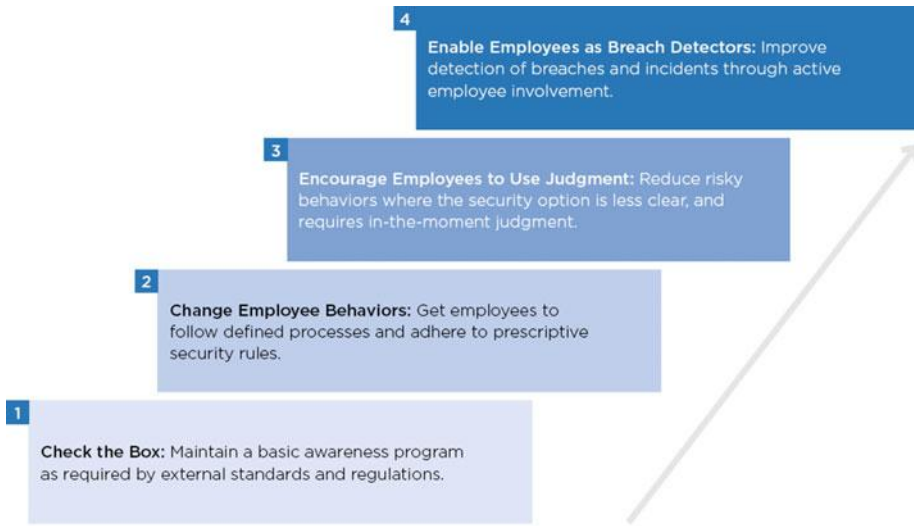 4
Enable Employees as Breach Detectors: Improve
detection of breaches and incidents through active
employee involvement.
3
Encourage Employees to Use Judgment: Reduce risky
behaviors where the security option is less clear, and
requires in-the-moment judgment.
2
Change Employee Behaviors: Get employees to
follow defined processes and adhere to prescriptive
security rules.
1
Check the Box: Maintain a basic awareness program
as required by external standards and regulations.